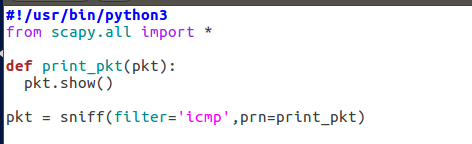 #!/usr/bin/python3
from scapy.all import *
def print_pkt(pkt):
  pkt.show()
pkt = sniff(filter='icmp',prn=print_pkt)